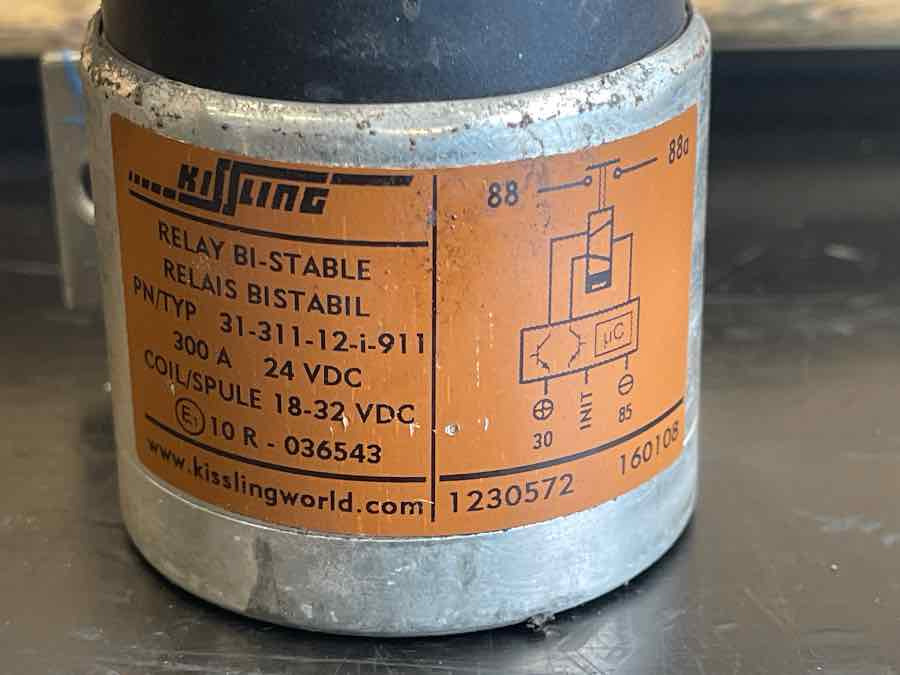 KISSLING
RELAY BI-STABLE
RELAIS BISTABIL
PN/TYP 31-311-12-i-911
300 A 24 VDC
COIL/SPULE 18-32 VDC
E1 10 R - 036543
www.kisslingworld.com
88 88a
µC
⊕ INIT ⊖
30 85
1230572 160108